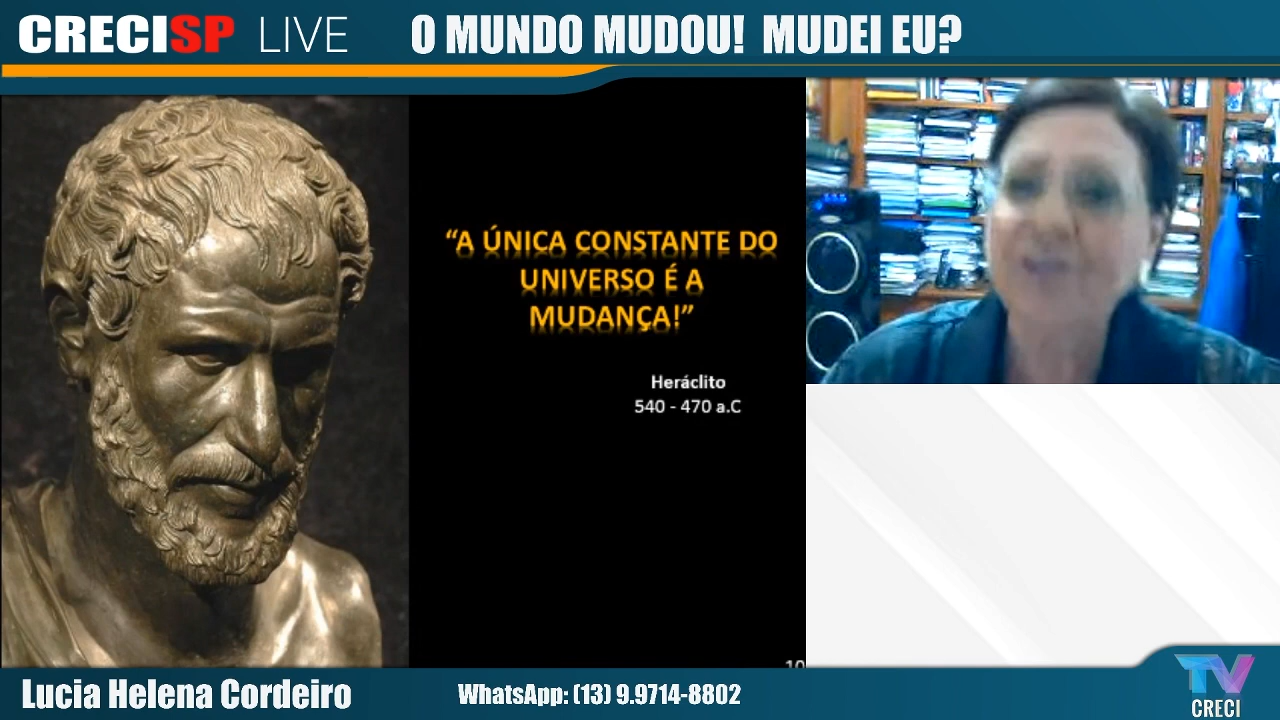 CRECISP LIVE
O MUNDO MUDOU! MUDEI EU?
“A ÚNICA CONSTANTE DO
UNIVERSO É A
MUDANÇA!”
Heráclito
540 - 470 a.C
10
Lucia Helena Cordeiro
WhatsApp: (13) 9.9714-8802
TV
CRECI